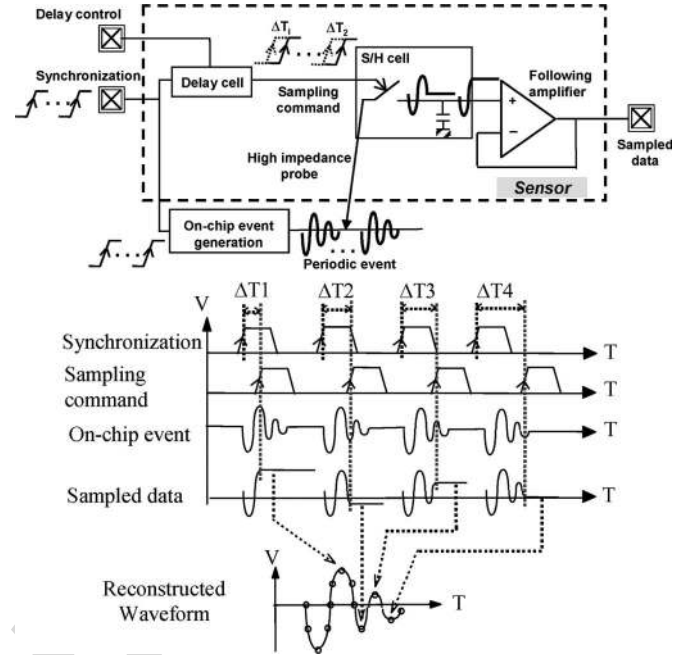 Delay control
ΔT₁
ΔT₂
S/H cell
Synchronization
Delay cell
Sampling
command
Following
amplifier
+
−
Sampled
data
High impedance
probe
Sensor
On-chip event
generation
Periodic event
V
ΔT1
ΔT2
ΔT3
ΔT4
Synchronization
T
Sampling
command
T
On-chip event
T
Sampled data
T
V
Reconstructed
Waveform
T